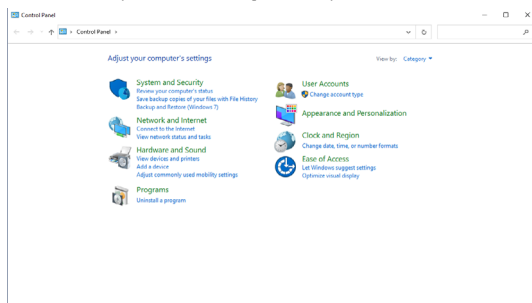 Control Panel
Control Panel
Adjust your computer's settings
View by: Category
System and Security
Review your computer's status
Save backup copies of your files with File History
Backup and Restore (Windows 7)
Network and Internet
Connect to the Internet
View network status and tasks
Hardware and Sound
View devices and printers
Add a device
Adjust commonly used mobility settings
Programs
Uninstall a program
User Accounts
Change account type
Appearance and Personalization
Clock and Region
Change date, time, or number formats
Ease of Access
Let Windows suggest settings
Optimize visual display